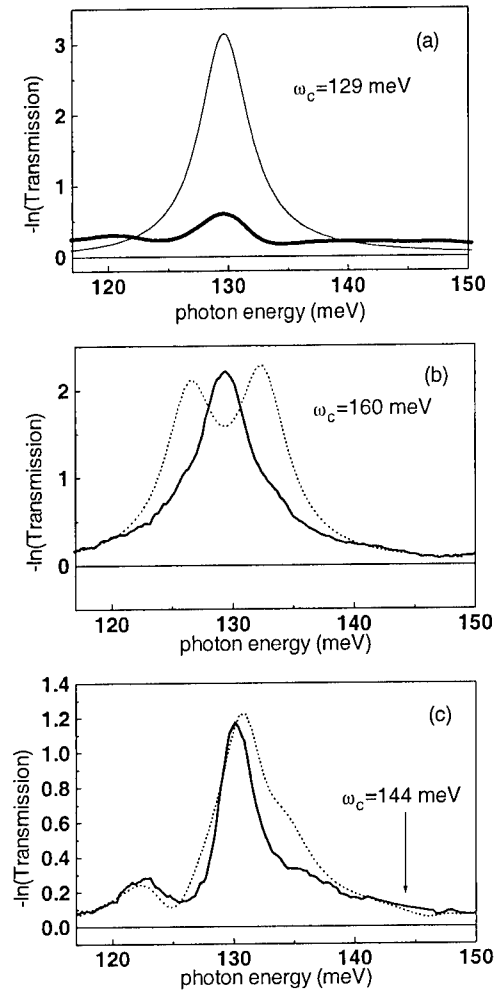 (a)
ω_c=129 meV
-ln(Transmission)
3
2
1
0
120 130 140 150
photon energy (meV)
(b)
ω_c=160 meV
-ln(Transmission)
2
1
0
120 130 140 150
photon energy (meV)
(c)
ω_c=144 meV
-ln(Transmission)
1.4
1.2
1.0
0.8
0.6
0.4
0.2
0.0
120 130 140 150
photon energy (meV)